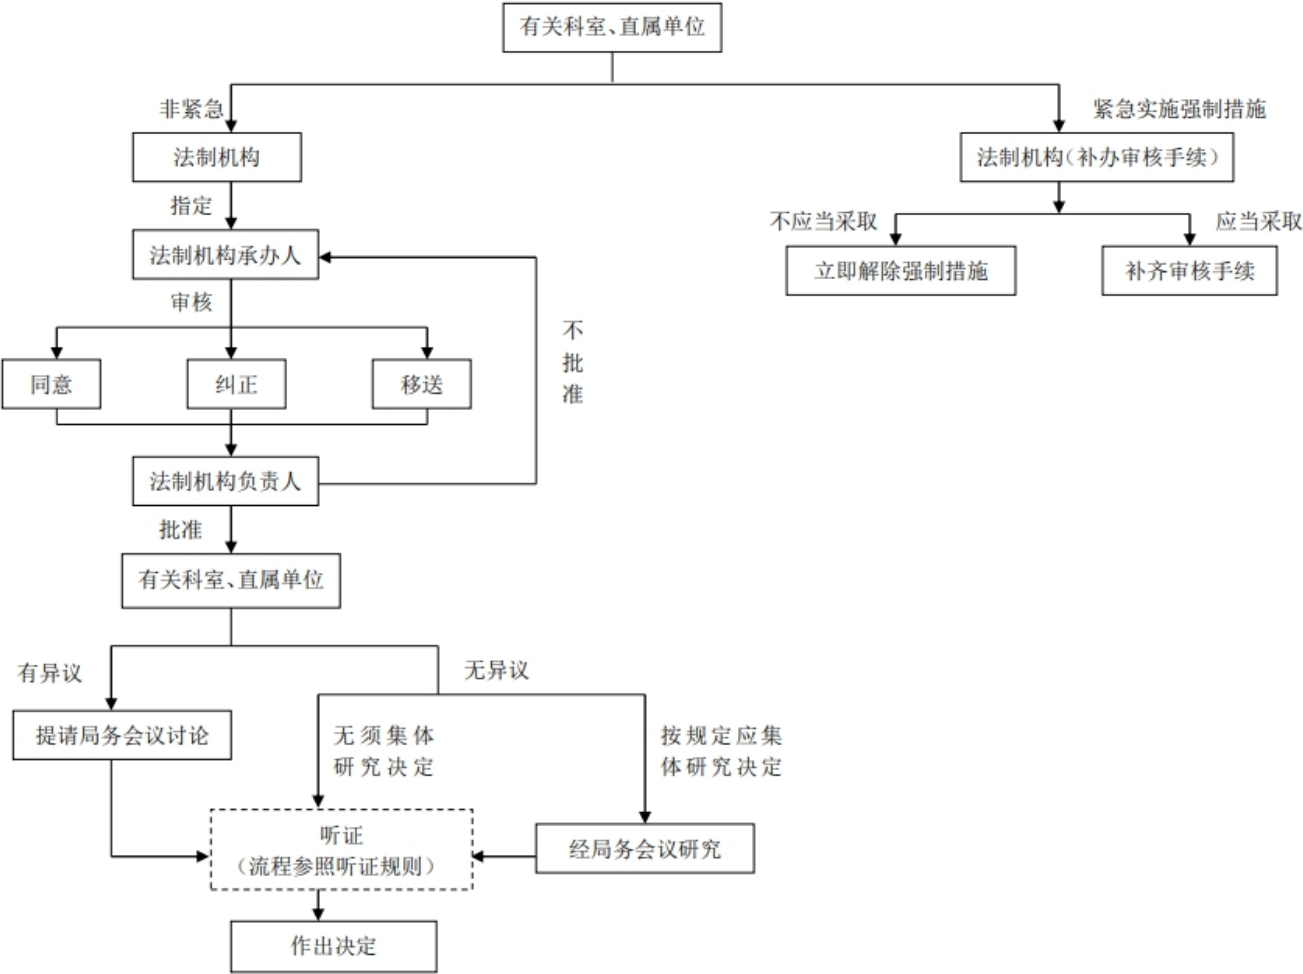 有关科室、直属单位
非紧急
紧急实施强制措施
法制机构
法制机构(补办审核手续)
指定
不应当采取
应当采取
法制机构承办人
立即解除强制措施
补齐审核手续
审核
不
批
准
同意
纠正
移送
法制机构负责人
批准
有关科室、直属单位
有异议
无异议
提请局务会议讨论
无须集体
研究决定
按规定应集
体研究决定
听证
(流程参照听证规则)
经局务会议研究
作出决定